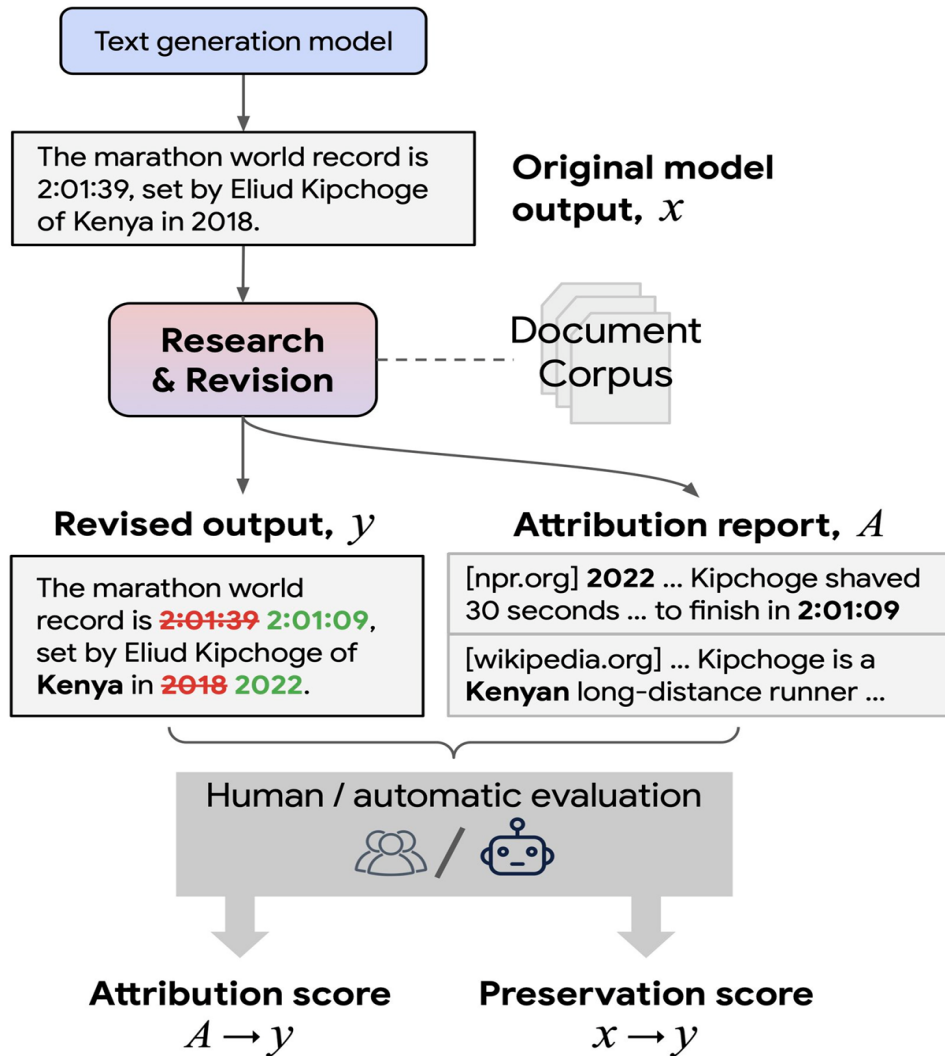 Text generation model
The marathon world record is
2:01:39, set by Eliud Kipchoge
of Kenya in 2018.
Original model
output, x
Research
& Revision
Document
Corpus
Revised output, y
The marathon world
record is 2:01:39 2:01:09,
set by Eliud Kipchoge of
Kenya in 2018 2022.
Attribution report, A
[npr.org] 2022 ... Kipchoge shaved
30 seconds ... to finish in 2:01:09
[wikipedia.org] ... Kipchoge is a
Kenyan long-distance runner ...
Human / automatic evaluation
/
Attribution score
A → y
Preservation score
x → y